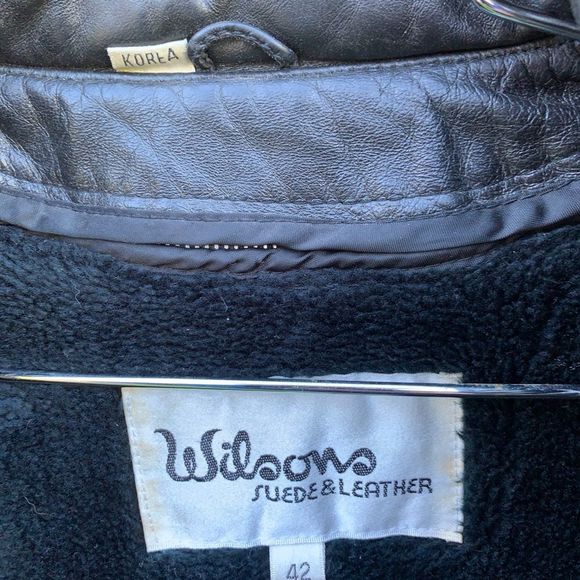 KOREA
Wilsons
SUEDE & LEATHER
42